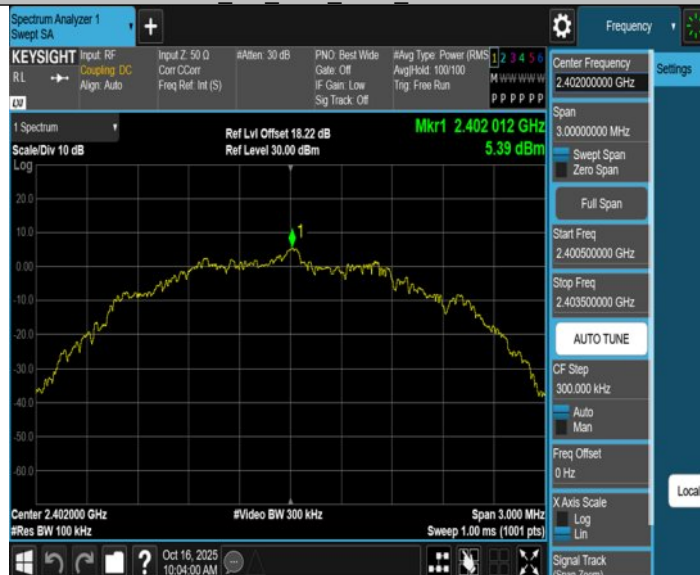 Spectrum Analyzer 1
Swept SA
+
Frequency
KEYSIGHT
RL
LXI
Input: RF
Coupling: DC
Align: Auto
Input Z: 50 Ω
Corr CCorr
Freq Ref: Int (S)
#Atten: 30 dB
PNO: Best Wide
Gate: Off
IF Gain: Low
Sig Track: Off
#Avg Type: Power (RMS
Avg|Hold: 100/100
Trig: Free Run
1 2 3 4 5 6
M W W W W W
P P P P P P
1 Spectrum
Scale/Div 10 dB
Log
Ref Lvl Offset 18.22 dB
Ref Level 30.00 dBm
Mkr1 2.402 012 GHz
5.39 dBm
20.0
10.0
0.00
-10.0
-20.0
-30.0
-40.0
-50.0
-60.0
1
Center 2.402000 GHz
#Res BW 100 kHz
#Video BW 300 kHz
Span 3.000 MHz
Sweep 1.00 ms (1001 pts)
?
Oct 16, 2025
10:04:00 AM
Center Frequency
2.402000000 GHz
Span
3.00000000 MHz
Swept Span
Zero Span
Full Span
Start Freq
2.400500000 GHz
Stop Freq
2.403500000 GHz
AUTO TUNE
CF Step
300.000 kHz
Auto
Man
Freq Offset
0 Hz
X Axis Scale
Log
Lin
Signal Track
(Span Zoom)
Settings
Local